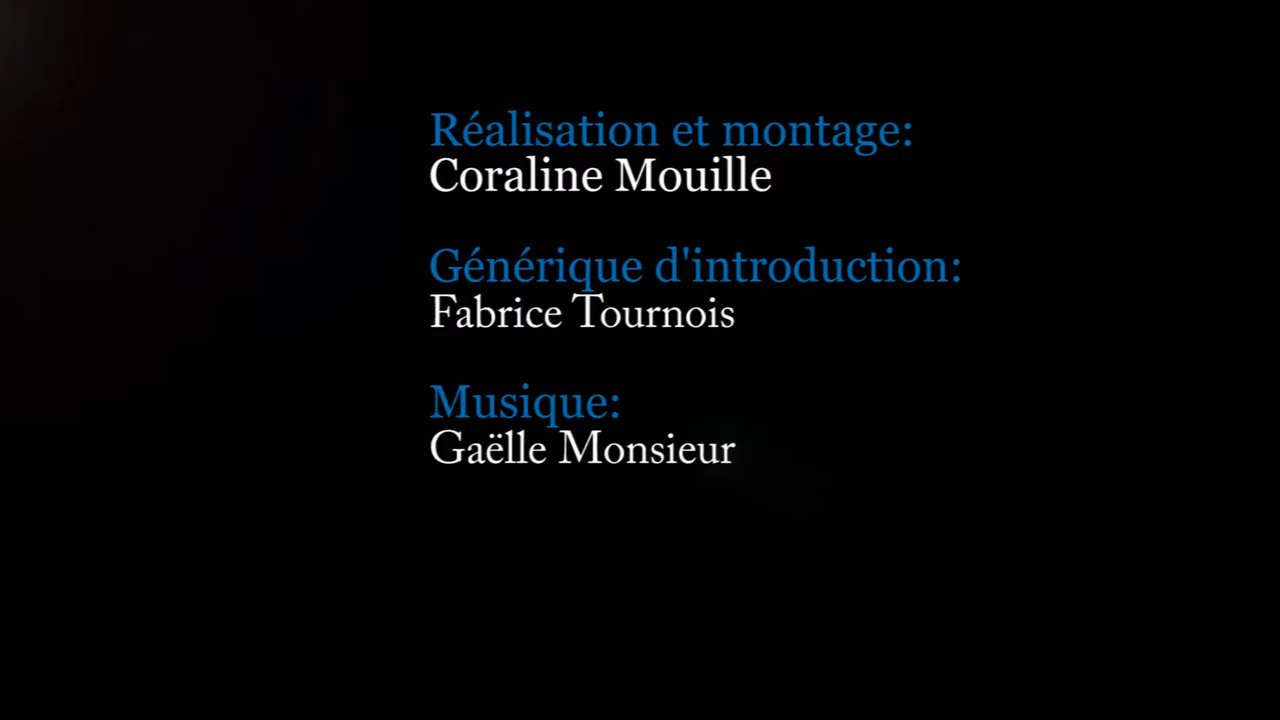 Réalisation et montage:
Coraline Mouille
Générique d'introduction:
Fabrice Tournois
Musique:
Gaëlle Monsieur